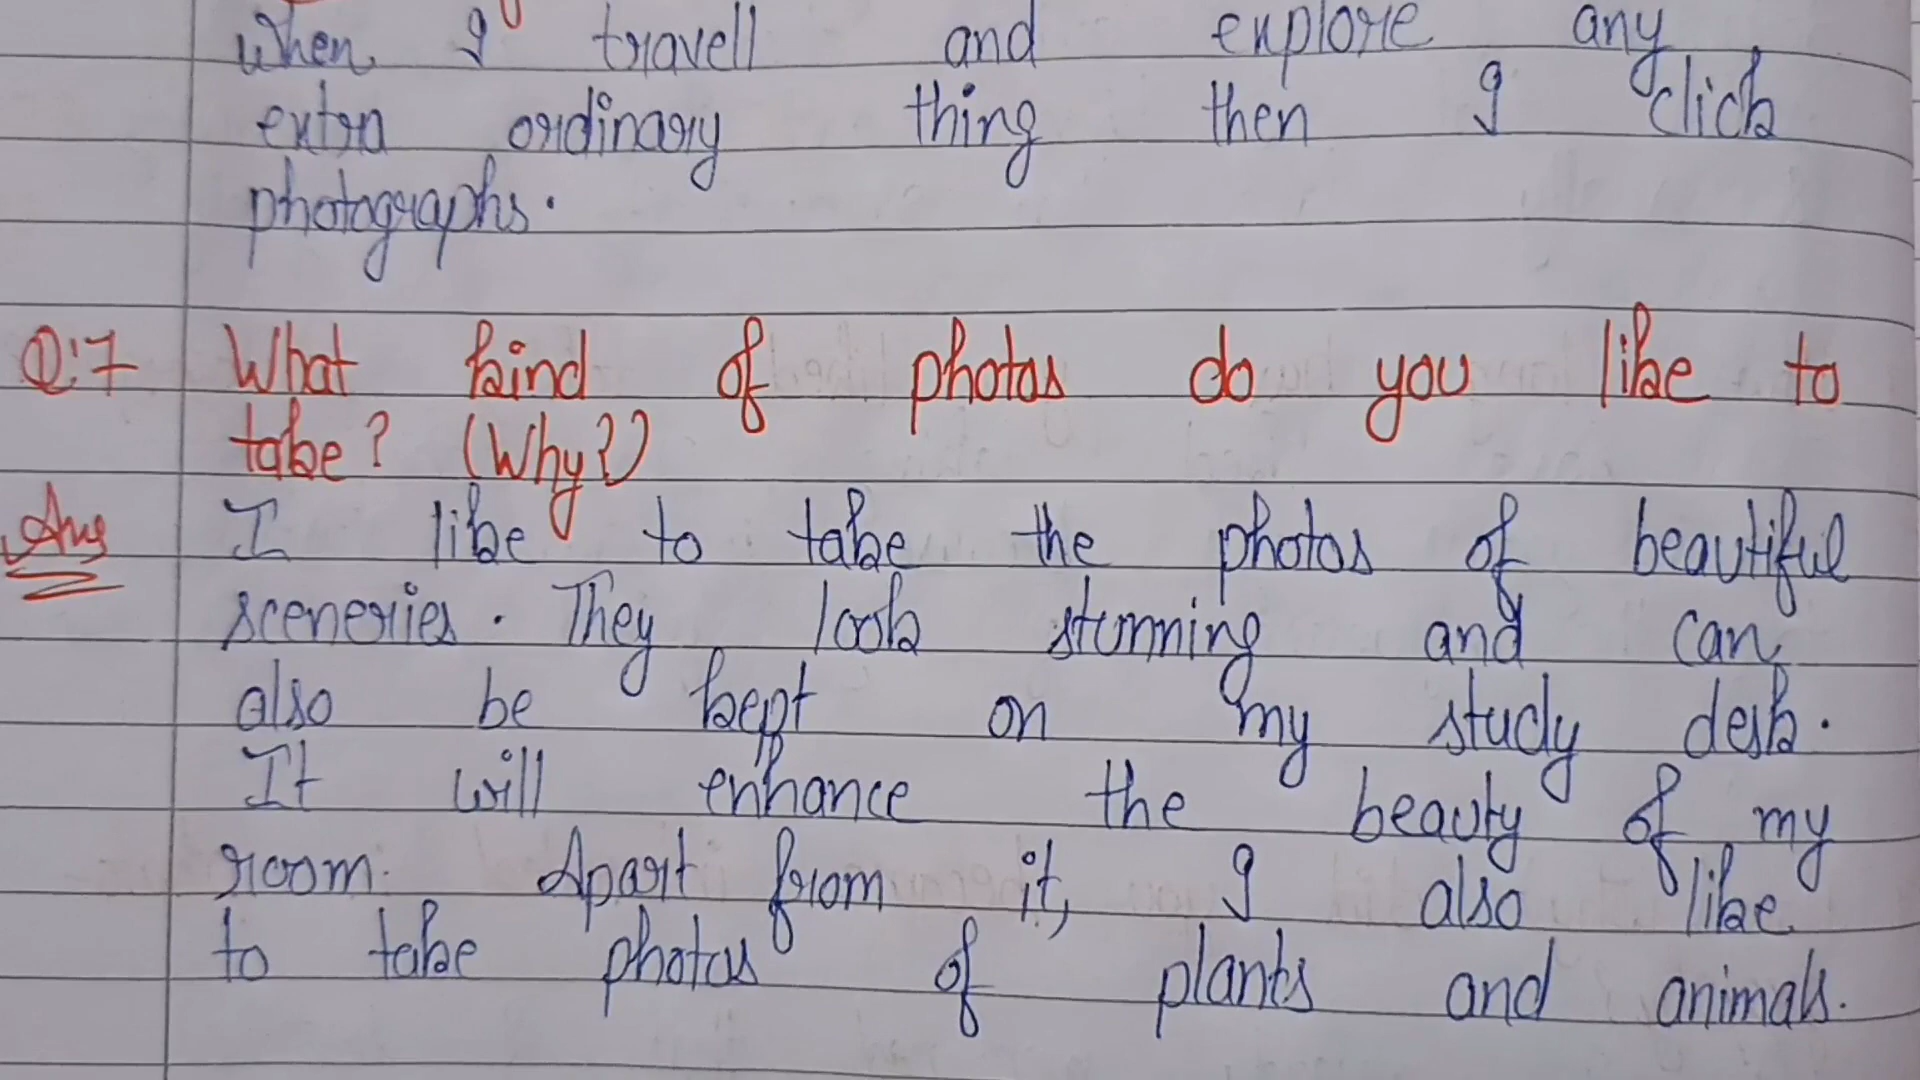 when I travell and explore any
extra ordinary thing then I click
photographs.
Q:7 What kind of photos do you like to
take? (Why?)
Ans I like to take the photos of beautiful
sceneries. They look stunning and can
also be kept on my study desk.
It will enhance the beauty of my
room. Apart from it, I also like
to take photos of plants and animals.